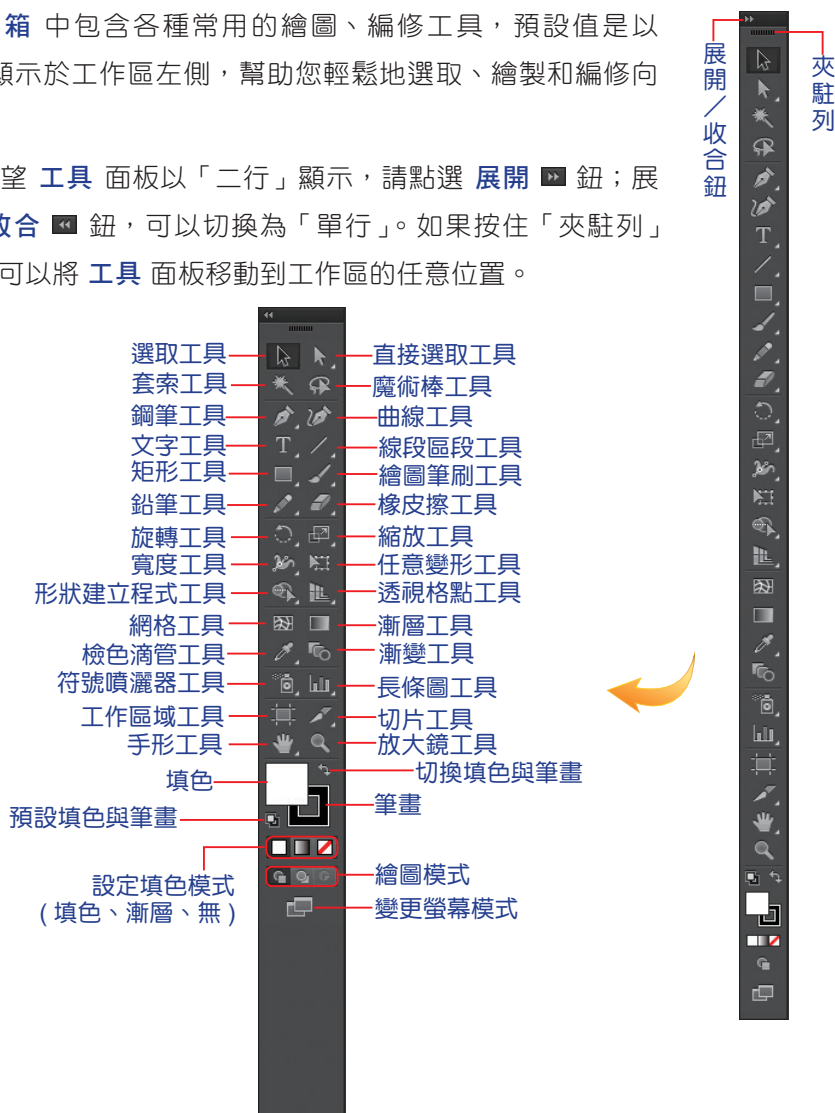 箱 中包含各種常用的繪圖、編修工具，預設值是以
顯示於工作區左側，幫助您輕鬆地選取、繪製和編修向
望 工具 面板以「二行」顯示，請點選 展開 鈕；展
收合 鈕，可以切換為「單行」。如果按住「夾駐列」
可以將 工具 面板移動到工作區的任意位置。
展開／收合鈕
夾駐列
選取工具
直接選取工具
套索工具
魔術棒工具
鋼筆工具
曲線工具
文字工具
線段區段工具
矩形工具
繪圖筆刷工具
鉛筆工具
橡皮擦工具
旋轉工具
縮放工具
寬度工具
任意變形工具
形狀建立程式工具
透視格點工具
網格工具
漸層工具
檢色滴管工具
漸變工具
符號噴灑器工具
長條圖工具
工作區域工具
切片工具
手形工具
放大鏡工具
填色
切換填色與筆畫
預設填色與筆畫
筆畫
設定填色模式
(填色、漸層、無)
繪圖模式
變更螢幕模式